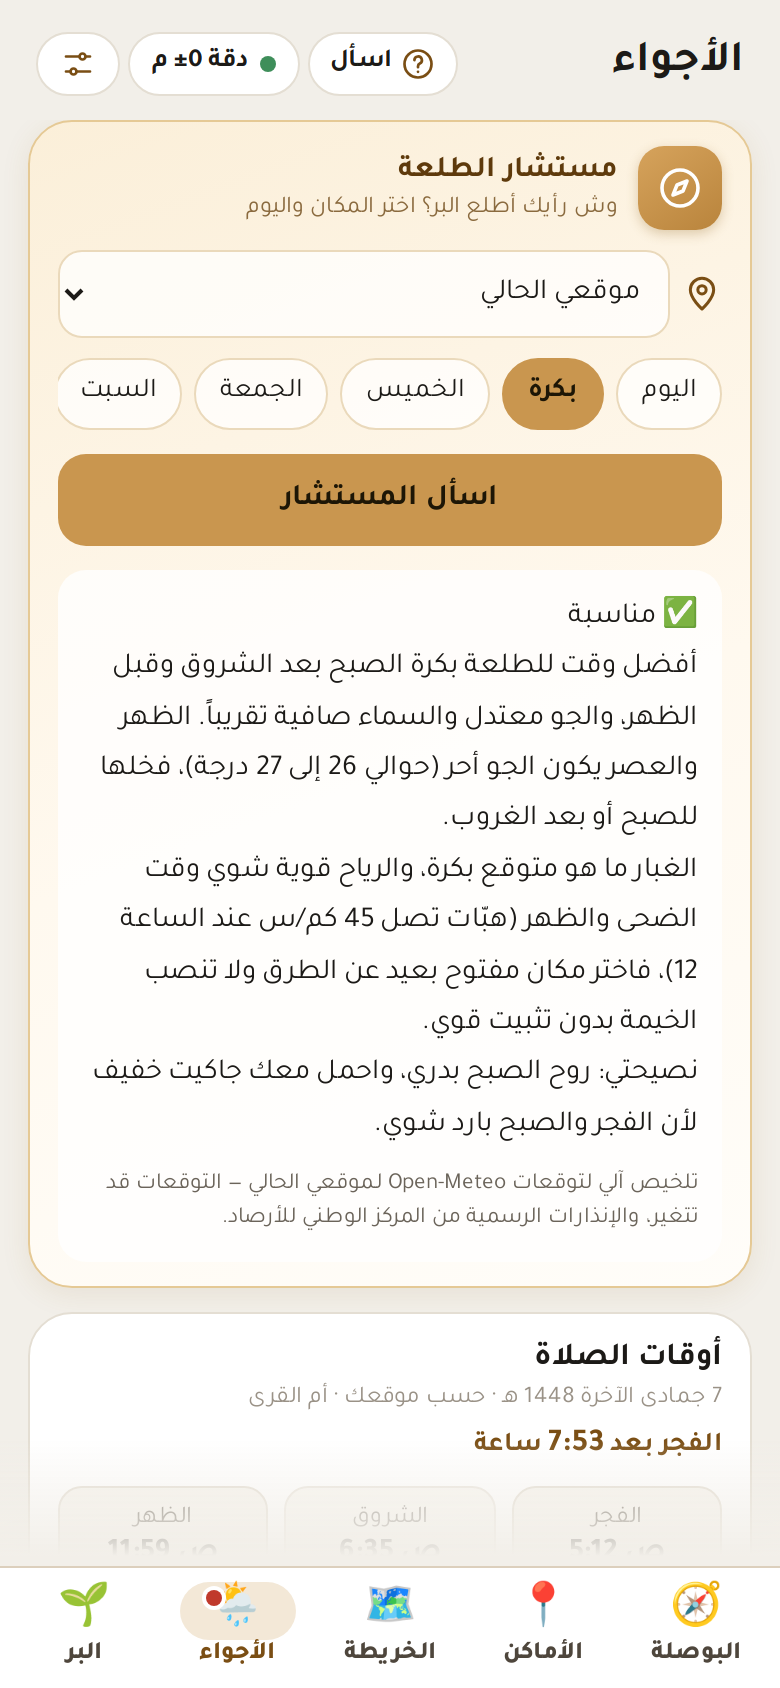 الأجواء
اسأل
دقة ±0 م
مستشار الطلعة
وش رأيك أطلع البر؟ اختر المكان واليوم
موقعي الحالي
اليوم
بكرة
الخميس
الجمعة
السبت
اسأل المستشار
✅ مناسبة
أفضل وقت للطلعة بكرة الصبح بعد الشروق وقبل
الظهر، والجو معتدل والسماء صافية تقريباً. الظهر
والعصر يكون الجو أحر (حوالي 26 إلى 27 درجة)، فخلها
للصبح أو بعد الغروب.
الغبار ما هو متوقع بكرة، والرياح قوية شوي وقت
الضحى والظهر (هبّات تصل 45 كم/س عند الساعة
12)، فاختر مكان مفتوح بعيد عن الطرق ولا تنصب
الخيمة بدون تثبيت قوي.
نصيحتي: روح الصبح بدري، واحمل معك جاكيت خفيف
لأن الفجر والصبح بارد شوي.
تلخيص آلي لتوقعات Open-Meteo لموقعي الحالي – التوقعات قد
تتغير، والإنذارات الرسمية من المركز الوطني للأرصاد.
أوقات الصلاة
7 جمادى الآخرة 1448 هـ · حسب موقعك · أم القرى
الفجر بعد 7:53 ساعة
الفجر
الشروق
الظهر
5:12 ص
6:35 ص
11:59 ص
البوصلة
الأماكن
الخريطة
الأجواء
البر